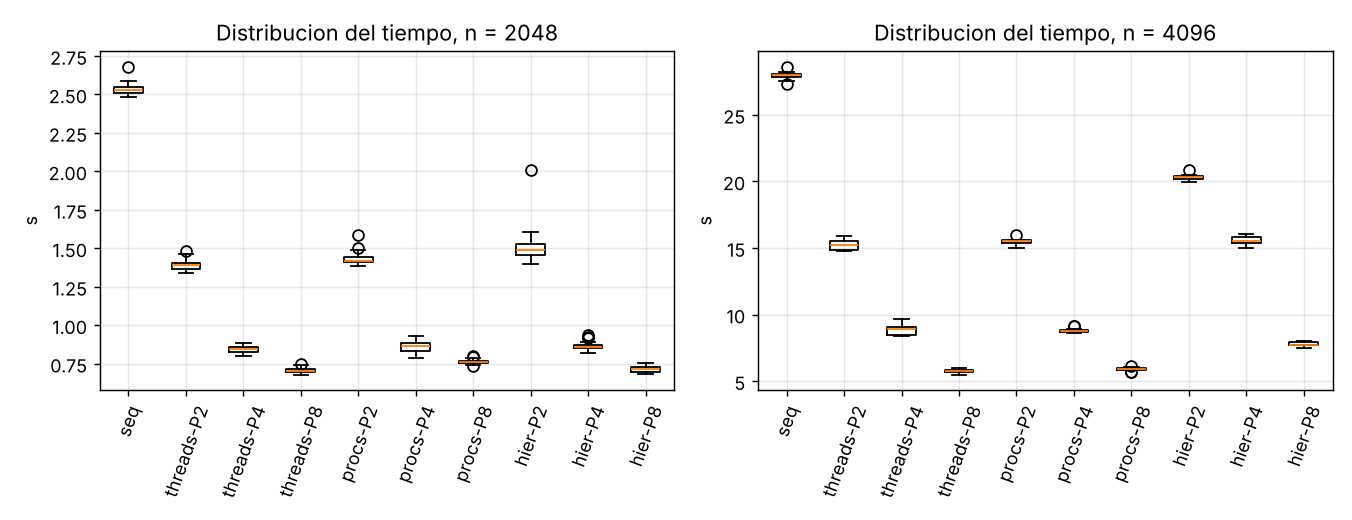 Distribucion del tiempo, n = 2048
2.75
2.50
2.25
2.00
1.75
1.50
1.25
1.00
0.75
s
seq
threads-P2
threads-P4
threads-P8
procs-P2
procs-P4
procs-P8
hier-P2
hier-P4
hier-P8
Distribucion del tiempo, n = 4096
25
20
15
10
5
s
seq
threads-P2
threads-P4
threads-P8
procs-P2
procs-P4
procs-P8
hier-P2
hier-P4
hier-P8